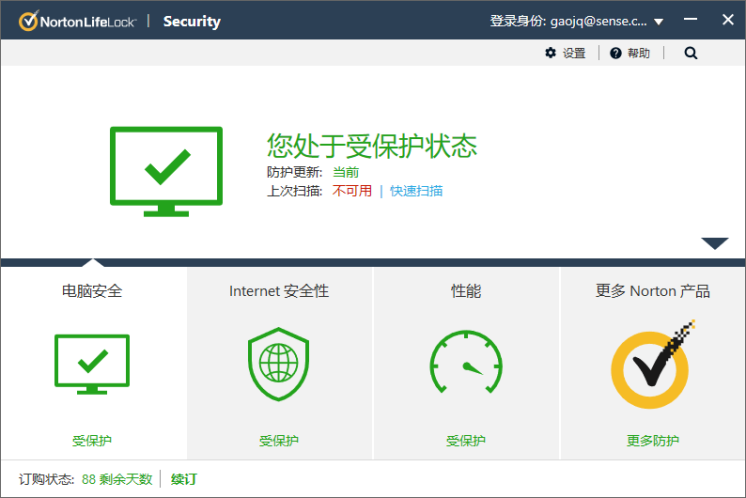 NortonLifeLock | Security 登录身份: gaojq@sense.c...
设置 | 帮助 |
您处于受保护状态
防护更新: 当前
上次扫描: 不可用 | 快速扫描
电脑安全 Internet 安全性 性能 更多 Norton 产品
受保护 受保护 受保护 更多防护
订购状态: 88 剩余天数 | 续订